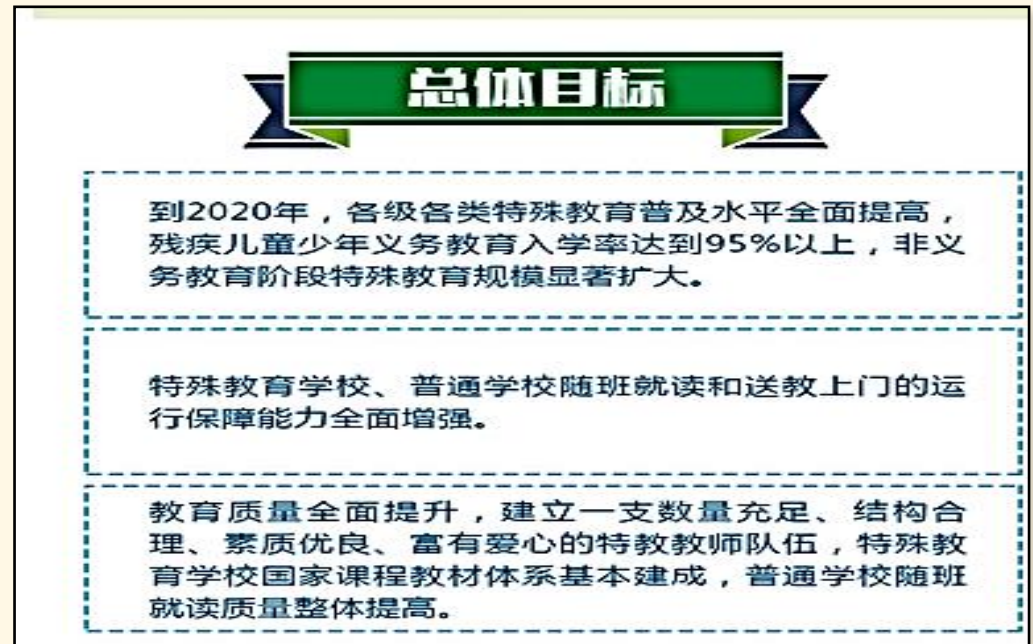 总体目标
到2020年，各级各类特殊教育普及水平全面提高，
残疾儿童少年义务教育入学率达到95%以上，非义
务教育阶段特殊教育规模显著扩大。
特殊教育学校、普通学校随班就读和送教上门的运
行保障能力全面增强。
教育质量全面提升，建立一支数量充足、结构合
理、素质优良、富有爱心的特教教师队伍，特殊教
育学校国家课程教材体系基本建成，普通学校随班
就读质量整体提高。